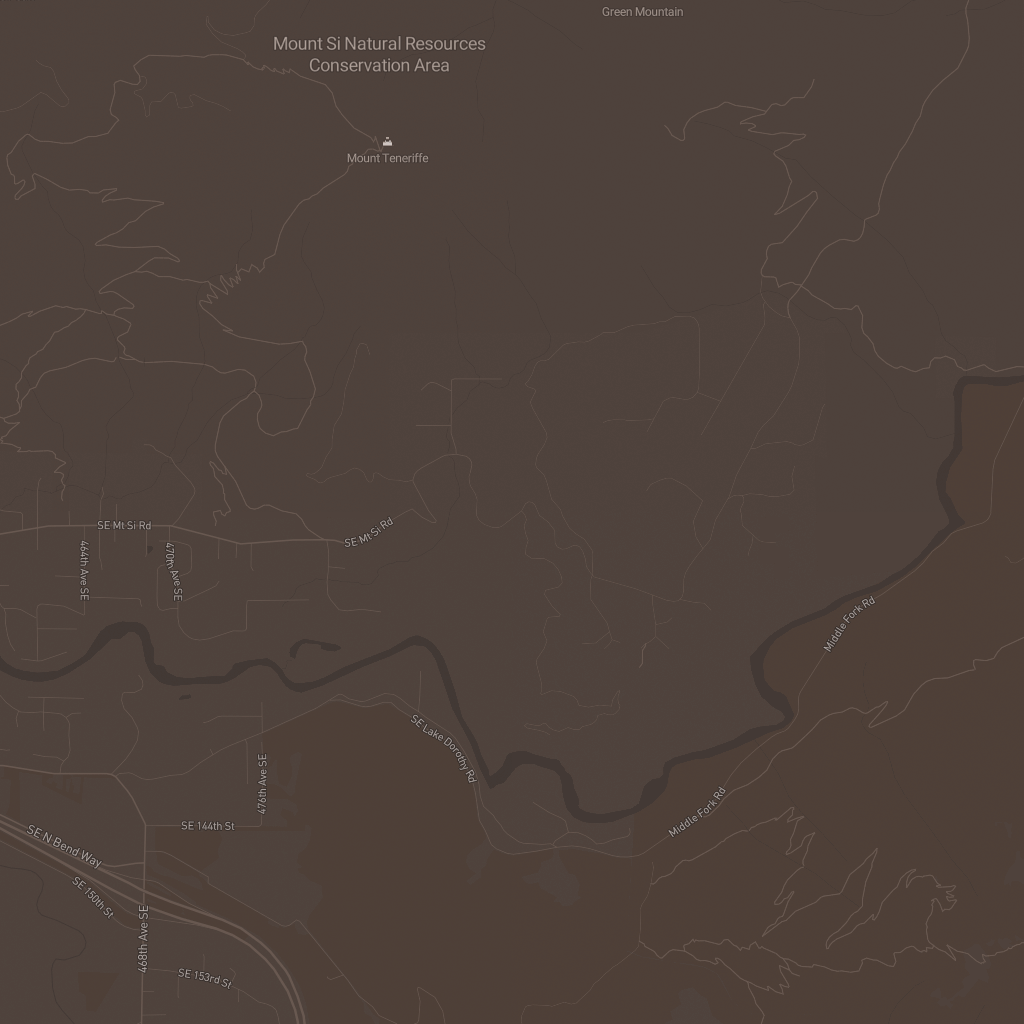 Green Mountain
Mount Si Natural Resources
Conservation Area
Mount Teneriffe
SE Mt Si Rd
SE Mt Si Rd
464th Ave SE
470th Ave SE
Middle Fork Rd
SE Lake Dorothy Rd
476th Ave SE
Middle Fork Rd
SE 144th St
SE N Bend Way
SE 150th St
468th Ave SE
SE 153rd St